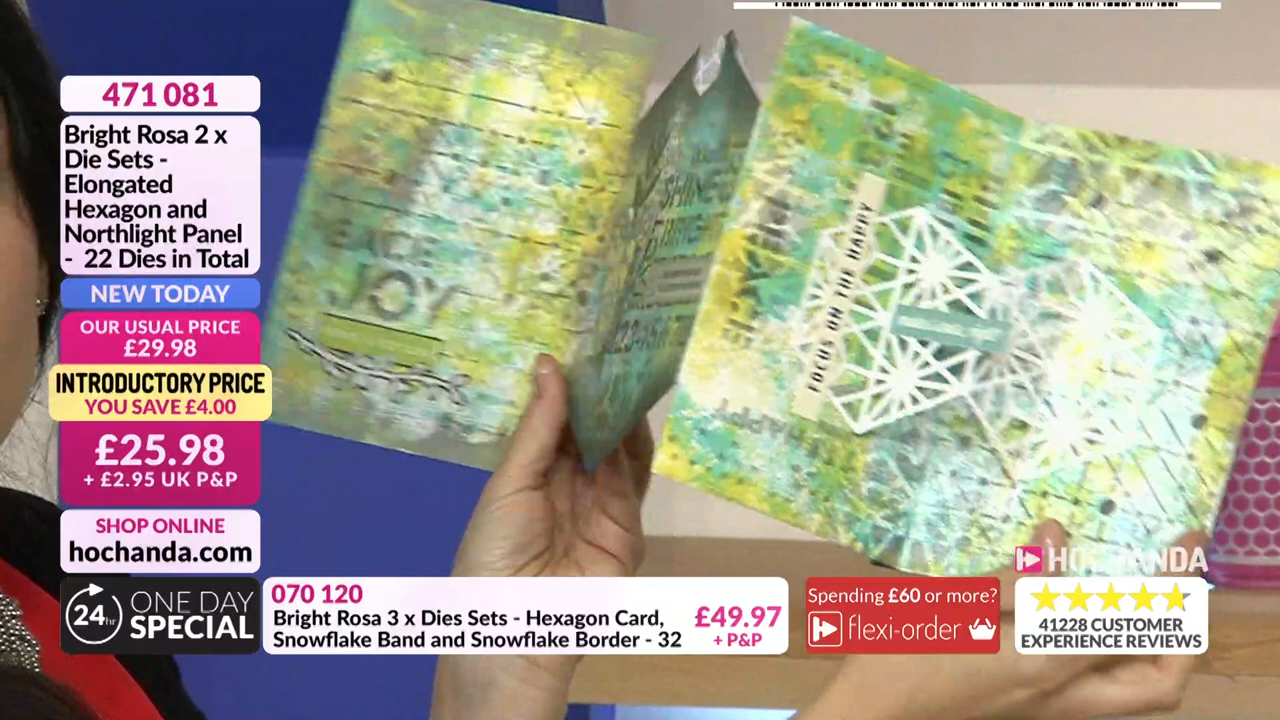 471 081
Bright Rosa 2 x
Die Sets -
Elongated
Hexagon and
Northlight Panel
- 22 Dies in Total
NEW TODAY
OUR USUAL PRICE
£29.98
INTRODUCTORY PRICE
YOU SAVE £4.00
£25.98
+ £2.95 UK P&P
SHOP ONLINE
hochanda.com
24hr
ONE DAY
SPECIAL
070 120
Bright Rosa 3 x Dies Sets - Hexagon Card,
Snowflake Band and Snowflake Border - 32
£49.97
+ P&P
Spending £60 or more?
flexi-order
HOCHANDA
41228 CUSTOMER
EXPERIENCE REVIEWS
JOY
SHINE
FOCUS ON THE HAPPY